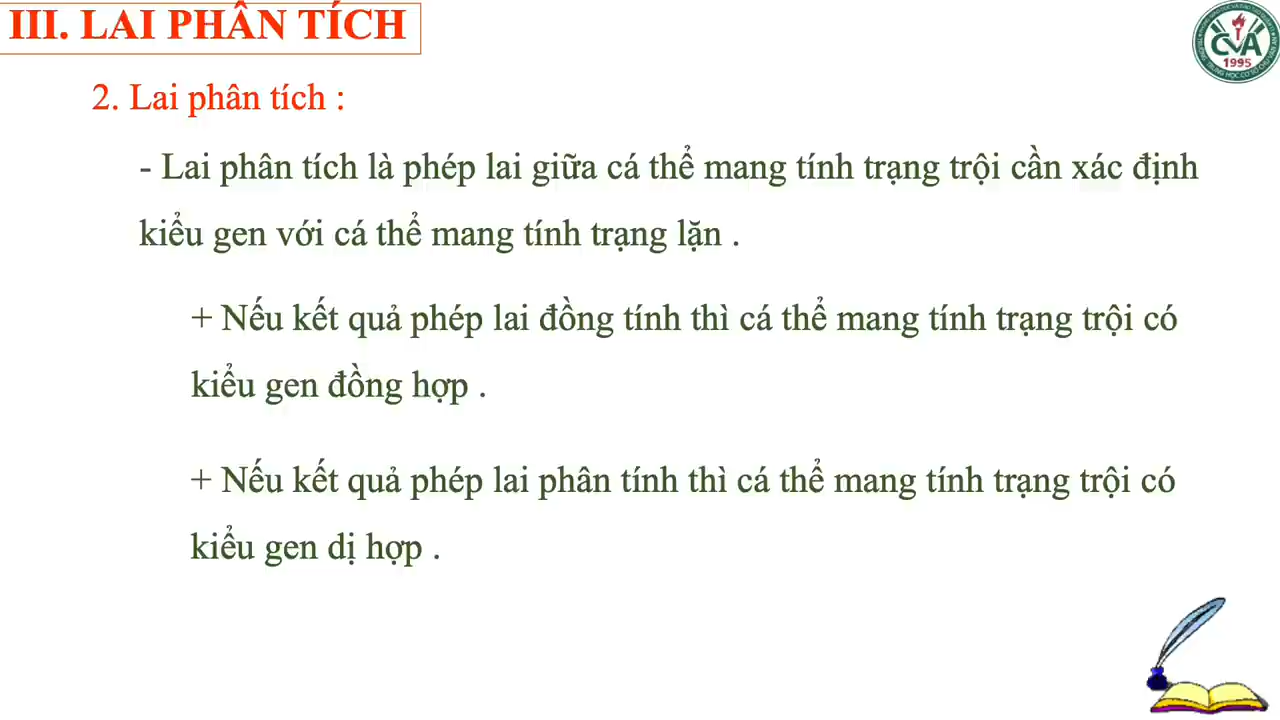 III. LAI PHÂN TÍCH
CVA
1995
2. Lai phân tích :
- Lai phân tích là phép lai giữa cá thể mang tính trạng trội cần xác định
kiểu gen với cá thể mang tính trạng lặn .
+ Nếu kết quả phép lai đồng tính thì cá thể mang tính trạng trội có
kiểu gen đồng hợp .
+ Nếu kết quả phép lai phân tính thì cá thể mang tính trạng trội có
kiểu gen dị hợp .